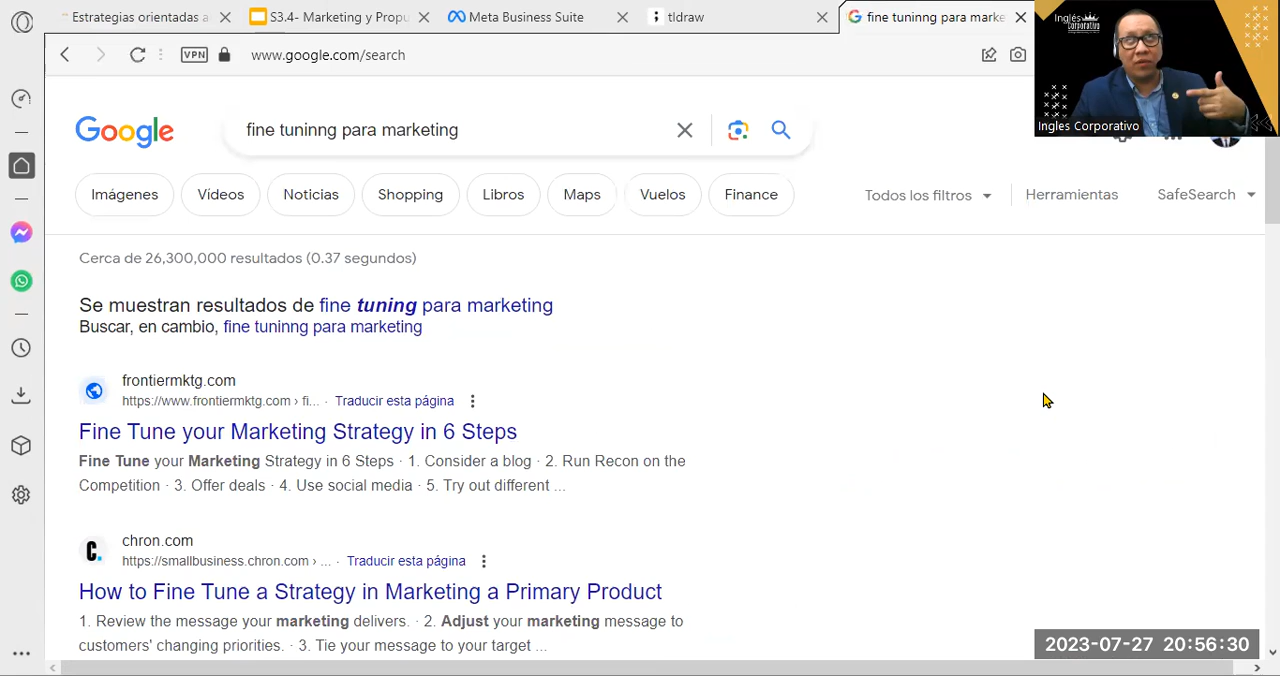 Estrategias orientadas a
S3.4- Marketing y Propu
Meta Business Suite
tldraw
fine tuninng para marke
VPN
www.google.com/search
Inglés
Corporativo
Ingles Corporativo
Google
fine tuninng para marketing
Imágenes
Vídeos
Noticias
Shopping
Libros
Maps
Vuelos
Finance
Todos los filtros
Herramientas
SafeSearch
Cerca de 26,300,000 resultados (0.37 segundos)
Se muestran resultados de fine tuning para marketing
Buscar, en cambio, fine tuninng para marketing
frontiermktg.com
https://www.frontiermktg.com › fi... · Traducir esta página
Fine Tune your Marketing Strategy in 6 Steps
Fine Tune your Marketing Strategy in 6 Steps · 1. Consider a blog · 2. Run Recon on the
Competition · 3. Offer deals · 4. Use social media · 5. Try out different ...
C.
chron.com
https://smallbusiness.chron.com › ... · Traducir esta página
How to Fine Tune a Strategy in Marketing a Primary Product
1. Review the message your marketing delivers. · 2. Adjust your marketing message to
customers' changing priorities. · 3. Tie your message to your target ...
2023-07-27 20:56:30